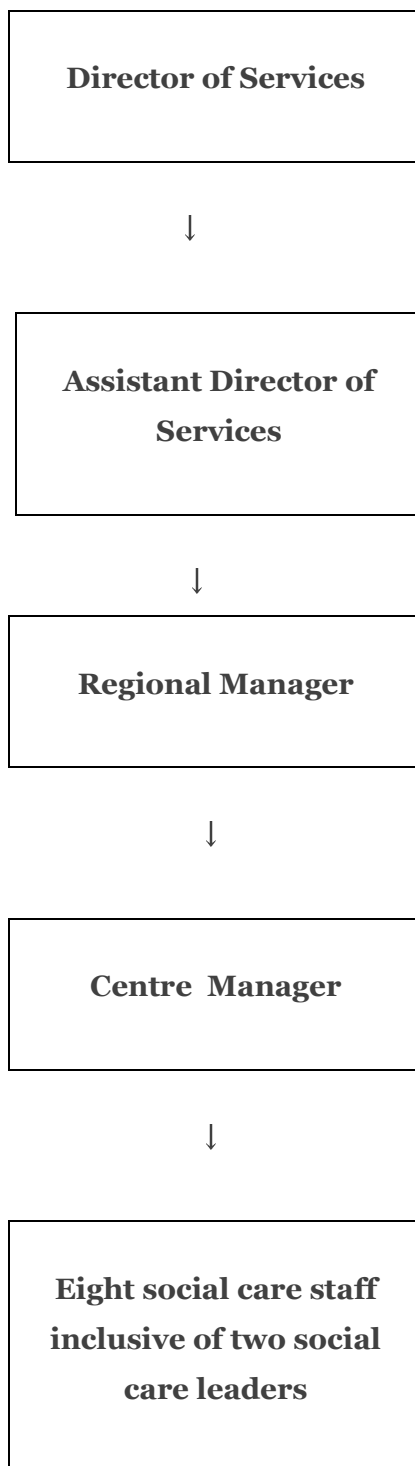 Director of Services
↓
Assistant Director of
Services
↓
Regional Manager
↓
Centre  Manager
↓
Eight social care staff
inclusive of two social
care leaders